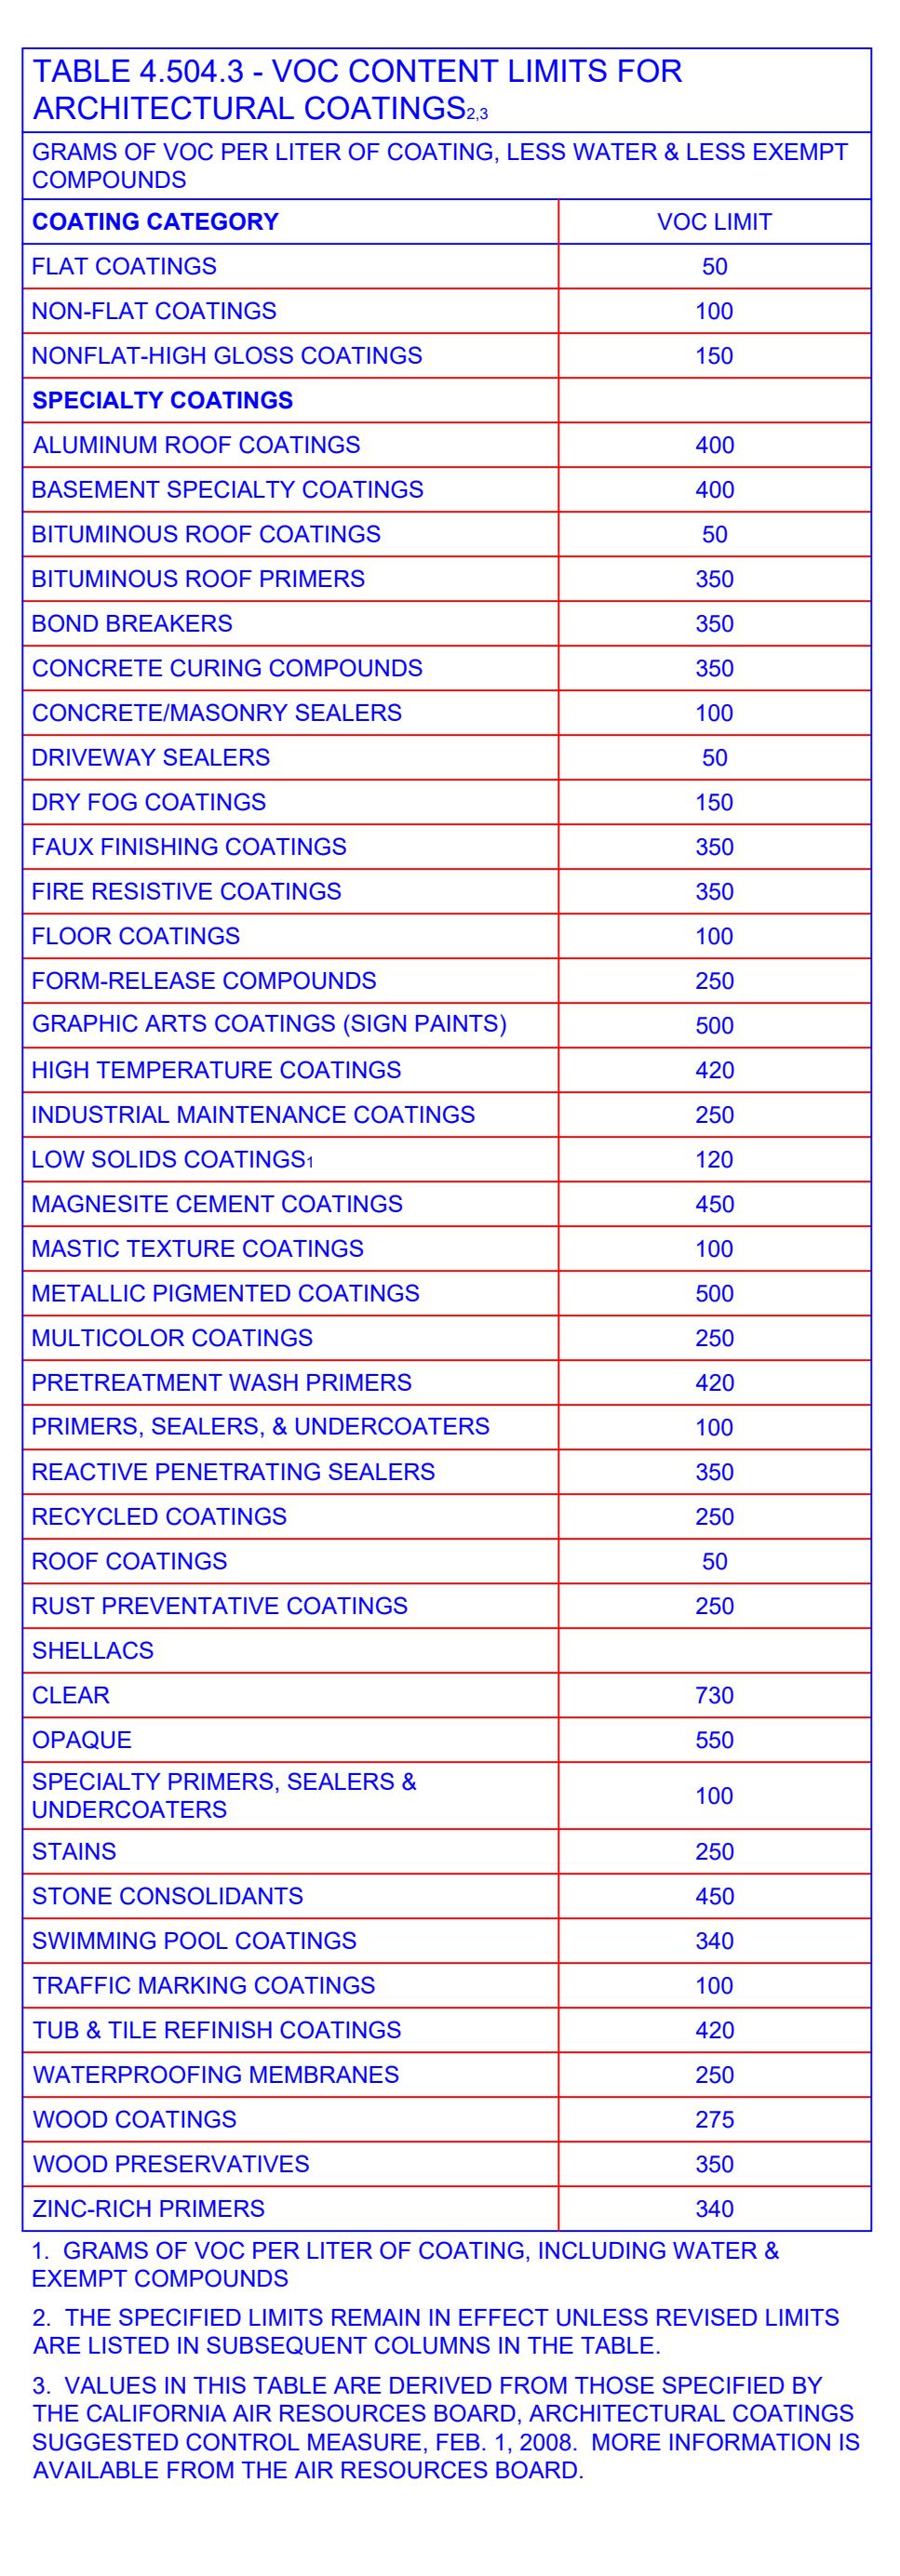 TABLE 4.504.3 - VOC CONTENT LIMITS FOR
ARCHITECTURAL COATINGS2,3
GRAMS OF VOC PER LITER OF COATING, LESS WATER & LESS EXEMPT
COMPOUNDS
COATING CATEGORY VOC LIMIT
FLAT COATINGS 50
NON-FLAT COATINGS 100
NONFLAT-HIGH GLOSS COATINGS 150
SPECIALTY COATINGS
ALUMINUM ROOF COATINGS 400
BASEMENT SPECIALTY COATINGS 400
BITUMINOUS ROOF COATINGS 50
BITUMINOUS ROOF PRIMERS 350
BOND BREAKERS 350
CONCRETE CURING COMPOUNDS 350
CONCRETE/MASONRY SEALERS 100
DRIVEWAY SEALERS 50
DRY FOG COATINGS 150
FAUX FINISHING COATINGS 350
FIRE RESISTIVE COATINGS 350
FLOOR COATINGS 100
FORM-RELEASE COMPOUNDS 250
GRAPHIC ARTS COATINGS (SIGN PAINTS) 500
HIGH TEMPERATURE COATINGS 420
INDUSTRIAL MAINTENANCE COATINGS 250
LOW SOLIDS COATINGS1 120
MAGNESITE CEMENT COATINGS 450
MASTIC TEXTURE COATINGS 100
METALLIC PIGMENTED COATINGS 500
MULTICOLOR COATINGS 250
PRETREATMENT WASH PRIMERS 420
PRIMERS, SEALERS, & UNDERCOATERS 100
REACTIVE PENETRATING SEALERS 350
RECYCLED COATINGS 250
ROOF COATINGS 50
RUST PREVENTATIVE COATINGS 250
SHELLACS
CLEAR 730
OPAQUE 550
SPECIALTY PRIMERS, SEALERS &
UNDERCOATERS 100
STAINS 250
STONE CONSOLIDANTS 450
SWIMMING POOL COATINGS 340
TRAFFIC MARKING COATINGS 100
TUB & TILE REFINISH COATINGS 420
WATERPROOFING MEMBRANES 250
WOOD COATINGS 275
WOOD PRESERVATIVES 350
ZINC-RICH PRIMERS 340
1. GRAMS OF VOC PER LITER OF COATING, INCLUDING WATER &
EXEMPT COMPOUNDS
2. THE SPECIFIED LIMITS REMAIN IN EFFECT UNLESS REVISED LIMITS
ARE LISTED IN SUBSEQUENT COLUMNS IN THE TABLE.
3. VALUES IN THIS TABLE ARE DERIVED FROM THOSE SPECIFIED BY
THE CALIFORNIA AIR RESOURCES BOARD, ARCHITECTURAL COATINGS
SUGGESTED CONTROL MEASURE, FEB. 1, 2008. MORE INFORMATION IS
AVAILABLE FROM THE AIR RESOURCES BOARD.